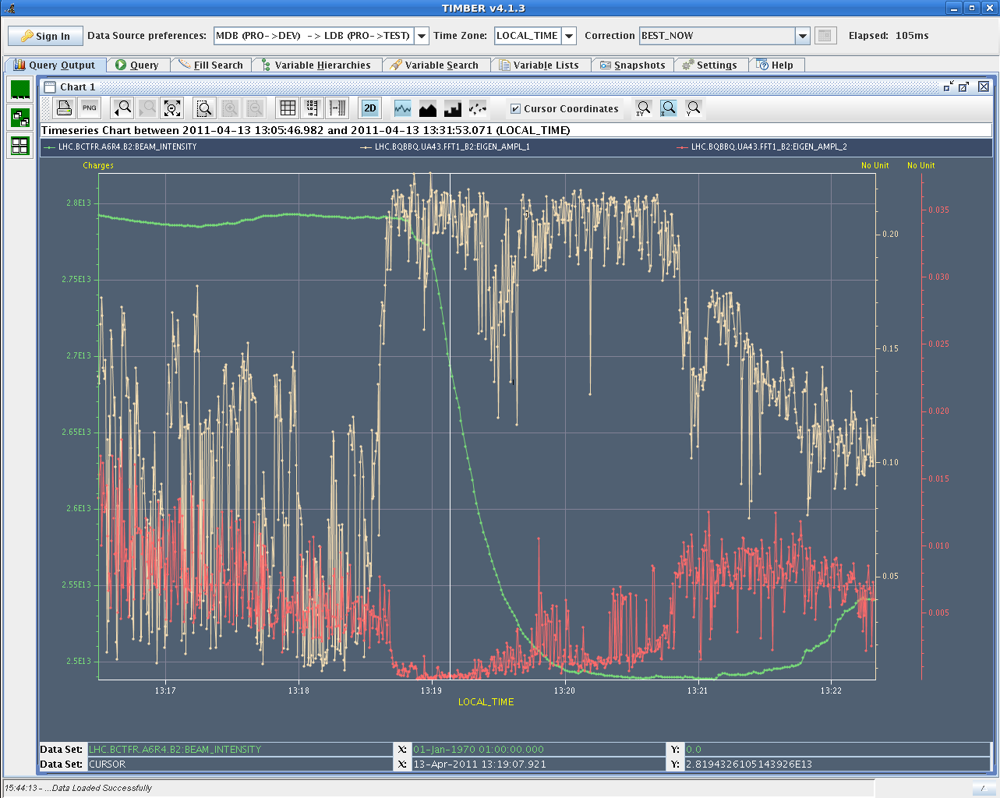 TIMBER v4.1.3
Sign In Data Source preferences: MDB (PRO->DEV) -> LDB (PRO->TEST) Time Zone: LOCAL_TIME Correction BEST_NOW Elapsed: 105ms
Query Output Query Fill Search Variable Hierarchies Variable Search Variable Lists Snapshots Settings Help
Chart 1
PNG 2D Cursor Coordinates XY X Y
Timeseries Chart between 2011-04-13 13:05:46.982 and 2011-04-13 13:31:53.071 (LOCAL_TIME)
LHC.BCTFR.A6R4.B2:BEAM_INTENSITY LHC.BQBBQ.UA43.FFT1_B2:EIGEN_AMPL_1 LHC.BQBBQ.UA43.FFT1_B2:EIGEN_AMPL_2
Charges No Unit No Unit
2.8E13
0.035
0.20
2.75E13 0.030
0.025
0.15
2.7E13
0.020
2.65E13
0.10
0.015
2.6E13
0.010
0.05
2.55E13
0.005
2.5E13
13:17 13:18 13:19 13:20 13:21 13:22
LOCAL_TIME
Data Set: LHC.BCTFR.A6R4.B2:BEAM_INTENSITY X: 01-Jan-1970 01:00:00.000 Y: 0.0
Data Set: CURSOR X: 13-Apr-2011 13:19:07.921 Y: 2.8194326105143926E13
15:44:13 - ...Data Loaded Successfully